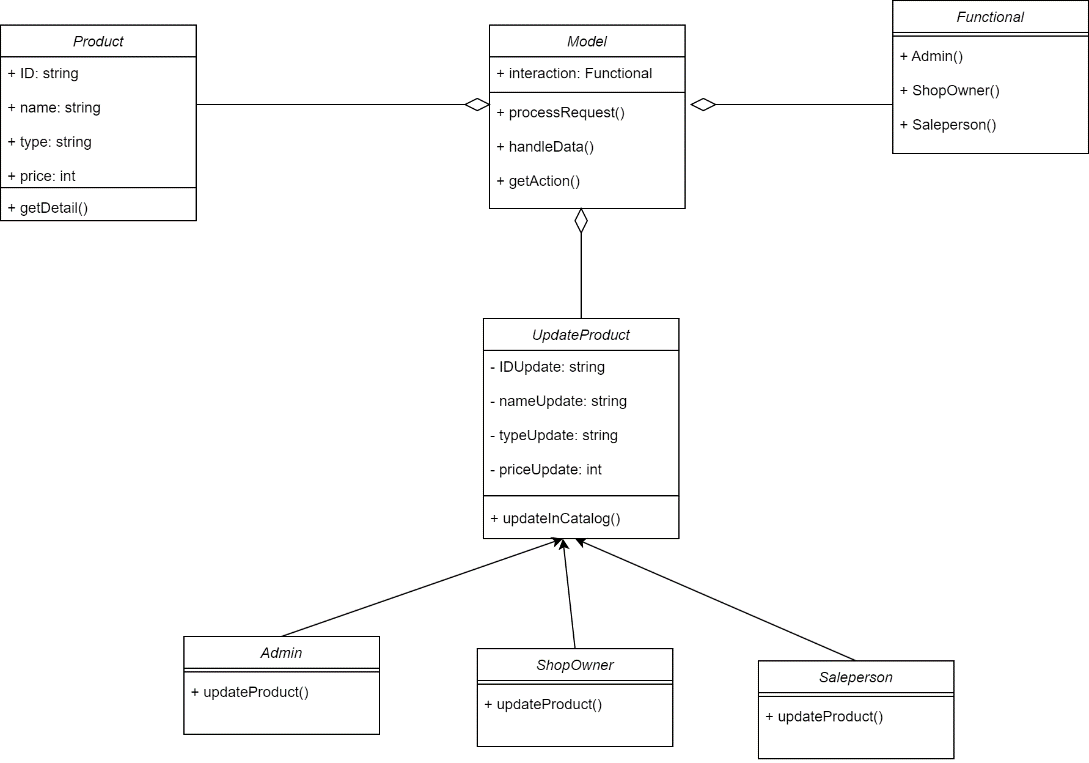 Product
+ ID: string
+ name: string
+ type: string
+ price: int
+ getDetail()
Model
+ interaction: Functional
+ processRequest()
+ handleData()
+ getAction()
Functional
+ Admin()
+ ShopOwner()
+ Saleperson()
UpdateProduct
- IDUpdate: string
- nameUpdate: string
- typeUpdate: string
- priceUpdate: int
+ updateInCatalog()
Admin
+ updateProduct()
ShopOwner
+ updateProduct()
Saleperson
+ updateProduct()